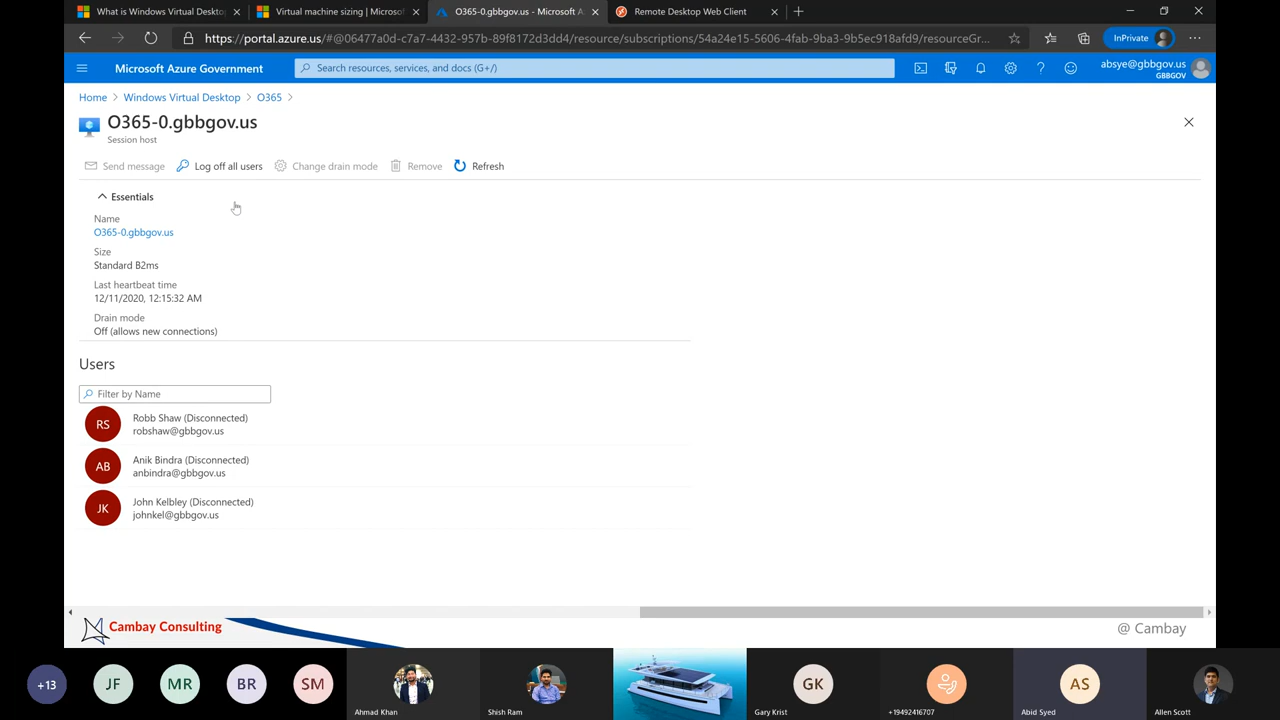 What is Windows Virtual Desktop
Virtual machine sizing | Microsof
O365-0.gbbgov.us - Microsoft A
Remote Desktop Web Client
https://portal.azure.us/#@06477a0d-c7a7-4432-957b-89f8172d3dd4/resource/subscriptions/54a24e15-5606-4fab-9ba3-9b5ec918afd9/resourceGr...
InPrivate
Microsoft Azure Government
Search resources, services, and docs (G+/)
absye@gbbgov.us
GBBGOV
Home > Windows Virtual Desktop > O365 >
O365-0.gbbgov.us
Session host
Send message
Log off all users
Change drain mode
Remove
Refresh
Essentials
Name
O365-0.gbbgov.us
Size
Standard B2ms
Last heartbeat time
12/11/2020, 12:15:32 AM
Drain mode
Off (allows new connections)
Users
Filter by Name
RS
Robb Shaw (Disconnected)
robshaw@gbbgov.us
AB
Anik Bindra (Disconnected)
anbindra@gbbgov.us
JK
John Kelbley (Disconnected)
johnkel@gbbgov.us
Cambay Consulting
@ Cambay
+13
JF
MR
BR
SM
Ahmad Khan
Shish Ram
GK
Gary Krist
+19492416707
AS
Abid Syed
Allen Scott